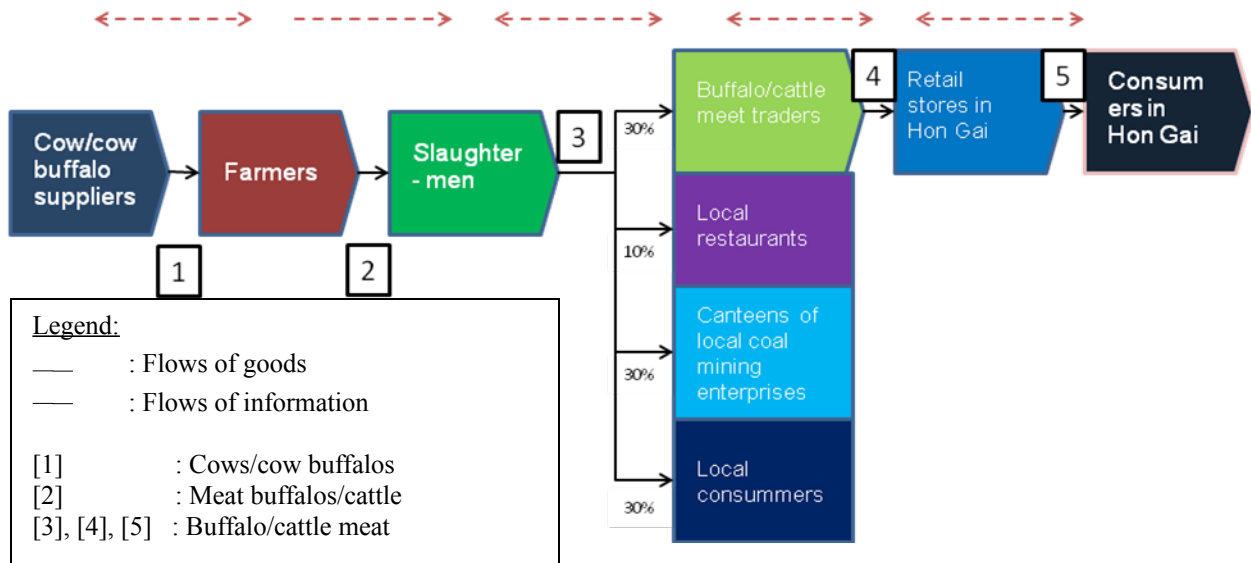 Cow/cow
buffalo
suppliers
1
Farmers
2
Slaughter
- men
3
30%
10%
30%
30%
Buffalo/cattle
meet traders
4
Retail
stores in
Hon Gai
5
Consum
ers in
Hon Gai
Local
restaurants
Canteens of
local coal
mining
enterprises
Local
consummers
Legend:
: Flows of goods
: Flows of information
[1] : Cows/cow buffalos
[2] : Meat buffalos/cattle
[3], [4], [5] : Buffalo/cattle meat